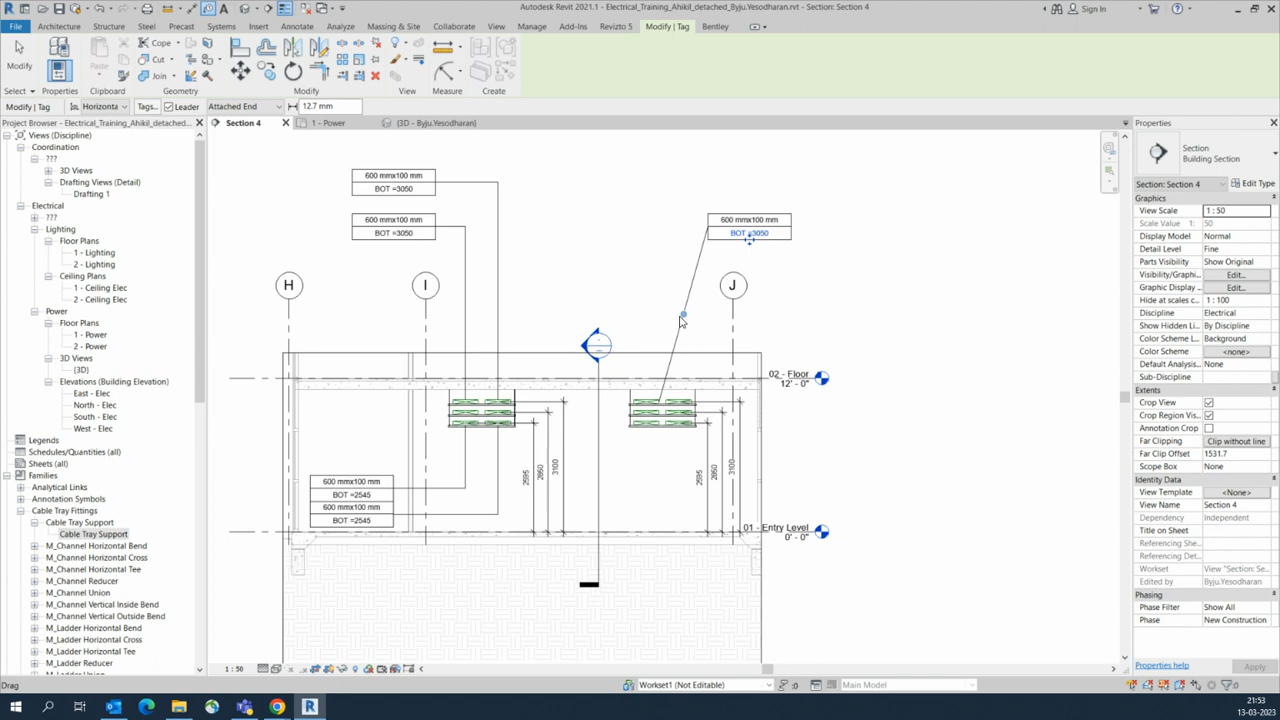 Autodesk Revit 2021.1 - Electrical_Training_Ahikil_detached_Byju.Yesodharan.rvt - Section: Section 4
Sign In
File Architecture Structure Steel Precast Systems Insert Annotate Analyze Massing & Site Collaborate View Manage Add-Ins Revizto 5 Modify | Tag Bentley
Modify
Paste
Cope
Cut
Join
Select Properties Clipboard Geometry Modify View Measure Create
Modify | Tag Horizonta Tags... Leader Attached End 12.7 mm
Project Browser - Electrical_Training_Ahikil_detached...
Section 4
1 - Power
{3D - Byju.Yesodharan}
Views (Discipline)
Coordination
???
3D Views
Drafting Views (Detail)
Drafting 1
Electrical
???
Lighting
Floor Plans
1 - Lighting
2 - Lighting
Ceiling Plans
1 - Ceiling Elec
2 - Ceiling Elec
Power
Floor Plans
1 - Power
2 - Power
3D Views
{3D}
Elevations (Building Elevation)
East - Elec
North - Elec
South - Elec
West - Elec
Legends
Schedules/Quantities (all)
Sheets (all)
Families
Analytical Links
Annotation Symbols
Cable Tray Fittings
Cable Tray Support
Cable Tray Support
M_Channel Horizontal Bend
M_Channel Horizontal Cross
M_Channel Horizontal Tee
M_Channel Reducer
M_Channel Union
M_Channel Vertical Inside Bend
M_Channel Vertical Outside Bend
M_Ladder Horizontal Bend
M_Ladder Horizontal Cross
M_Ladder Horizontal Tee
M_Ladder Reducer
M_Ladder Union
600 mmx100 mm
BOT =3050
600 mmx100 mm
BOT =3050
600 mmx100 mm
BOT =3050
H
I
J
02 - Floor
12' - 0"
2595
2850
3100
2595
2850
3100
600 mmx100 mm
BOT =2545
600 mmx100 mm
BOT =2545
01 - Entry Level
0' - 0"
Properties
Section
Building Section
Section: Section 4
Edit Type
Graphics
View Scale 1 : 50
Scale Value 1: 50
Display Model Normal
Detail Level Fine
Parts Visibility Show Original
Visibility/Graphi... Edit...
Graphic Display ... Edit...
Hide at scales c... 1 : 100
Discipline Electrical
Show Hidden Li... By Discipline
Color Scheme L... Background
Color Scheme <none>
Default Analysis... None
Sub-Discipline
Extents
Crop View
Crop Region Vis...
Annotation Crop
Far Clipping Clip without line
Far Clip Offset 1531.7
Scope Box None
Identity Data
View Template <None>
View Name Section 4
Dependency Independent
Title on Sheet
Referencing She...
Referencing Det...
Workset View "Section: Se...
Edited by Byju.Yesodharan
Phasing
Phase Filter Show All
Phase New Construction
Properties help
Apply
1 : 50
Drag
Workset1 (Not Editable)
:0
Main Model
:0
21:53
13-03-2023